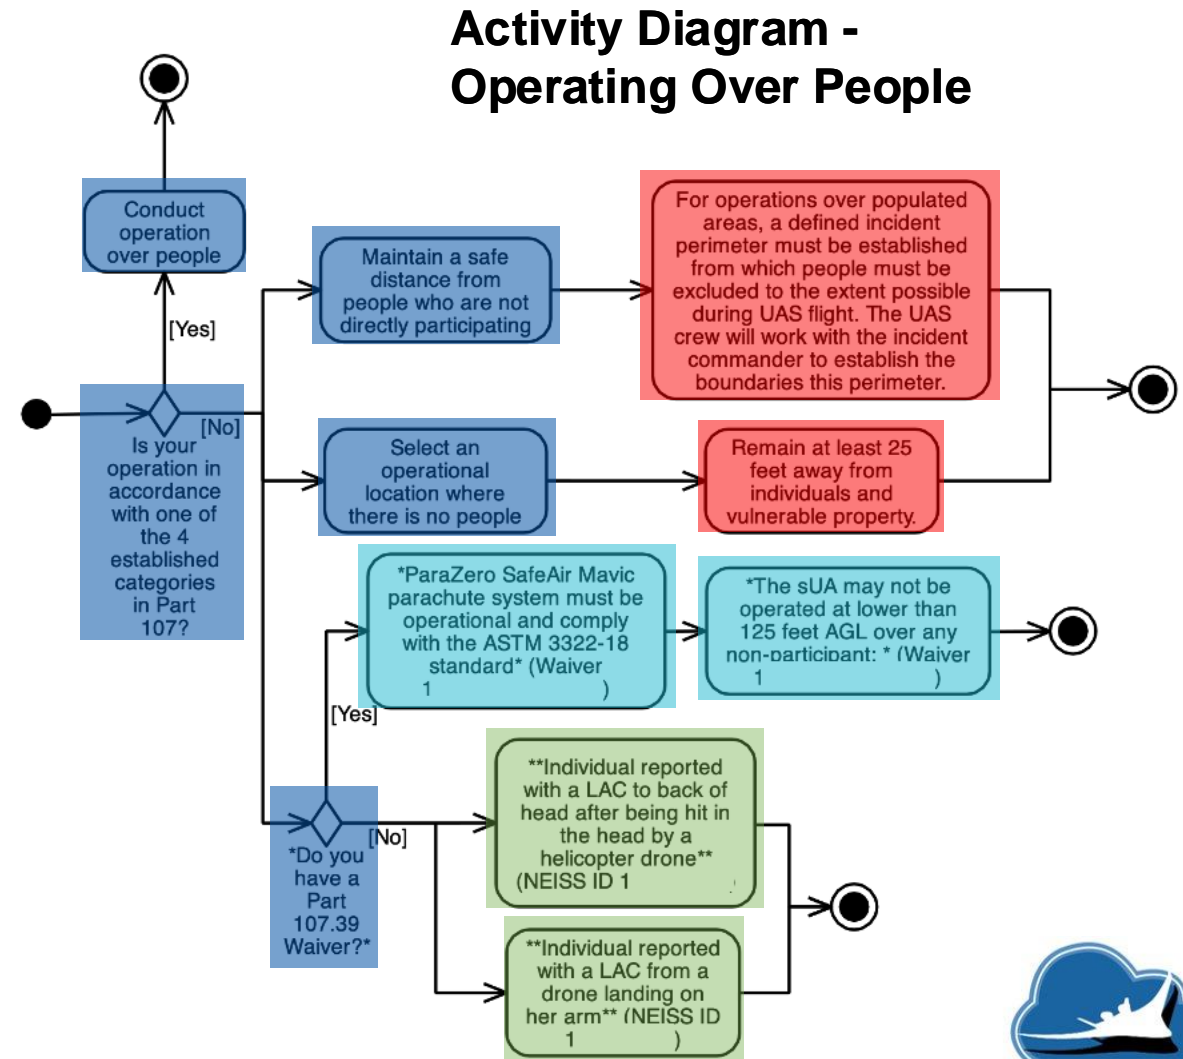 Activity Diagram -
Operating Over People
Conduct
operation
over people
[Yes]
Maintain a safe
distance from
people who are not
directly participating
For operations over populated
areas, a defined incident
perimeter must be established
from which people must be
excluded to the extent possible
during UAS flight. The UAS
crew will work with the incident
commander to establish the
boundaries this perimeter.
[No]
Is your
operation in
accordance
with one of
the 4
established
categories
in Part
107?
Select an
operational
location where
there is no people
Remain at least 25
feet away from
individuals and
vulnerable property.
*ParaZero SafeAir Mavic
parachute system must be
operational and comply
with the ASTM 3322-18
standard* (Waiver
1 )
*The sUA may not be
operated at lower than
125 feet AGL over any
non-participant: * (Waiver
1 )
[Yes]
[No]
*Do you
have a
Part
107.39
Waiver?*
**Individual reported
with a LAC to back of
head after being hit in
the head by a
helicopter drone**
(NEISS ID 1
**Individual reported
with a LAC from a
drone landing on
her arm** (NEISS ID
1 )